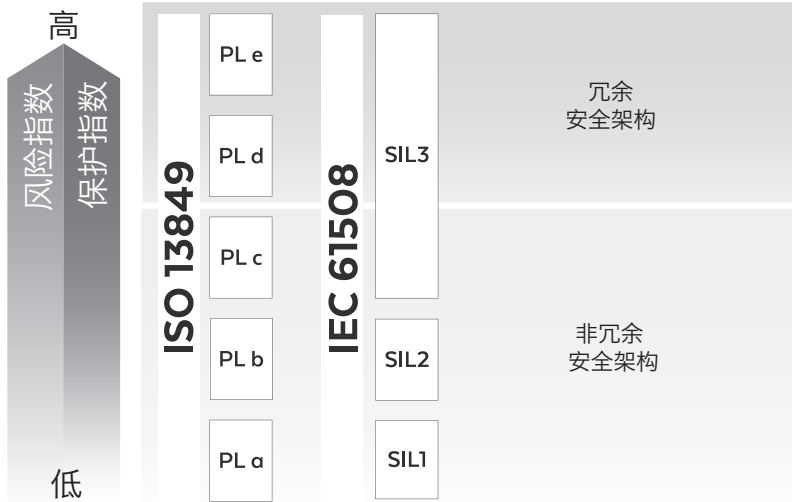 高
风险指数
保护指数
低
ISO 13849
PL e
PL d
PL c
PL b
PL a
IEC 61508
SIL3
SIL2
SIL1
冗余
安全架构
非冗余
安全架构